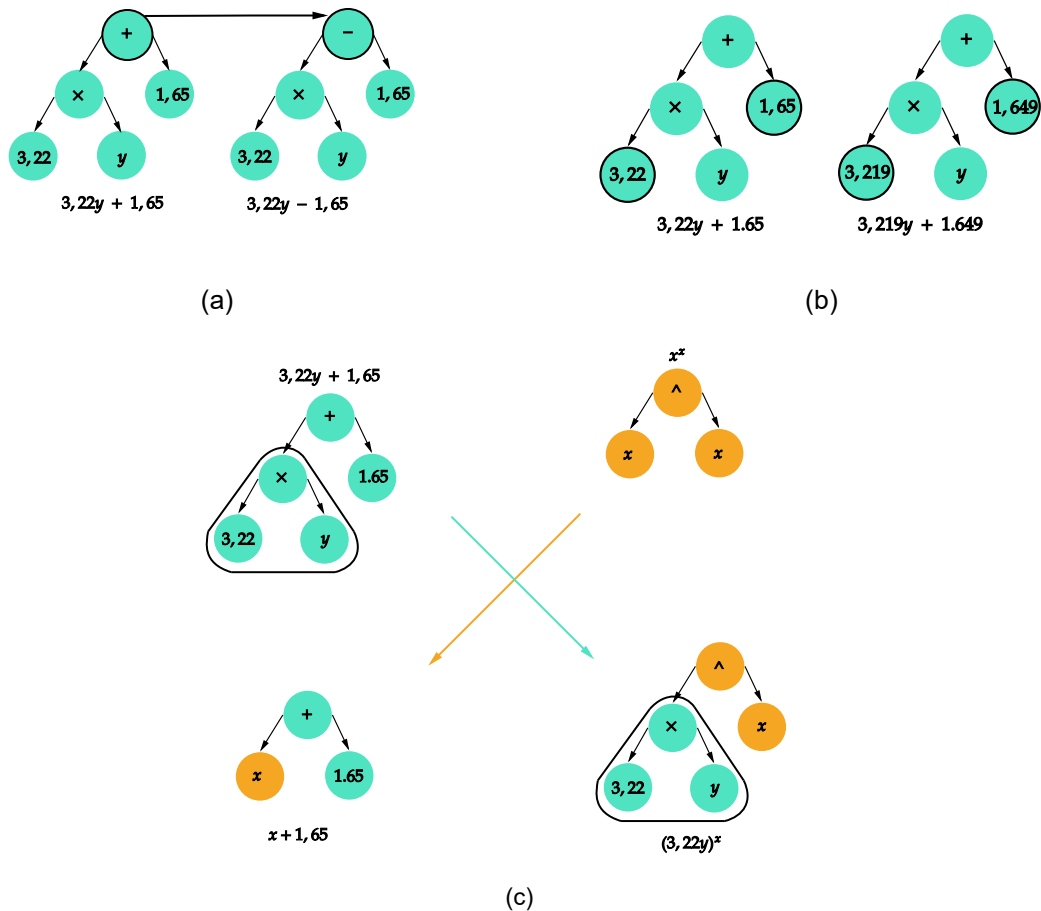 + −
× 1,65 × 1,65
3,22 y 3,22 y
3,22y + 1,65 3,22y − 1,65
(a)
+ +
× 1,65 × 1,649
3,22 y 3,219 y
3,22y + 1.65 3,219y + 1.649
(b)
3,22y + 1,65
+
× 1.65
3,22 y
xˣ
^
x x
+
x 1.65
x + 1,65
^
× x
3,22 y
(3,22y)ˣ
(c)